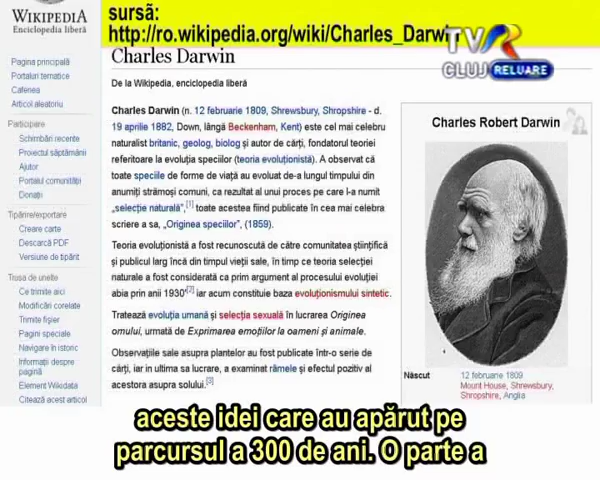 WIKIPEDIA
Enciclopedia liberă
sursă:
http://ro.wikipedia.org/wiki/Charles_Darwin
TVR
CLUJ RELUARE
Pagina principală
Portaluri tematice
Cafenea
Articol aleatoriu
Participare
Schimbări recente
Proiectul săptămânii
Ajutor
Portalul comunității
Donații
Tipărire/exportare
Creare carte
Descarcă PDF
Versiune de tipărit
Trusa de unelte
Ce trimite aici
Modificări corelate
Trimite fișier
Pagini speciale
Navigare în istoric
Informații despre
pagină
Element Wikidata
Citează acest articol
Charles Darwin
De la Wikipedia, enciclopedia liberă
Charles Darwin (n. 12 februarie 1809, Shrewsbury, Shropshire - d.
19 aprilie 1882, Down, lângă Beckenham, Kent) este cel mai celebru
naturalist britanic, geolog, biolog și autor de cărți, fondatorul teoriei
referitoare la evoluția speciilor (teoria evoluționistă). A observat că
toate speciile de forme de viață au evoluat de-a lungul timpului din
anumiți strămoși comuni, ca rezultat al unui proces pe care l-a numit
„selecție naturală”,[1] toate acestea fiind publicate în cea mai celebra
scriere a sa, „Originea speciilor”, (1859).
Teoria evoluționistă a fost recunoscută de către comunitatea științifică
și publicul larg încă din timpul vieții sale, în timp ce teoria selecției
naturale a fost considerată ca prim argument al procesului evoluției
abia prin anii 1930”[2] iar acum constituie baza evoluționismului sintetic.
Tratează evoluția umană și selecția sexuală în lucrarea Originea
omului, urmată de Exprimarea emoțiilor la oameni și animale.
Observațiile sale asupra plantelor au fost publicate într-o serie de
cărți, iar in ultima sa lucrare, a examinat râmele și efectul pozitiv al
acestora asupra solului.[3]
Charles Robert Darwin
Născut
12 februarie 1809
Mount House, Shrewsbury,
Shropshire, Anglia
aceste idei care au apărut pe
parcursul a 300 de ani. O parte a